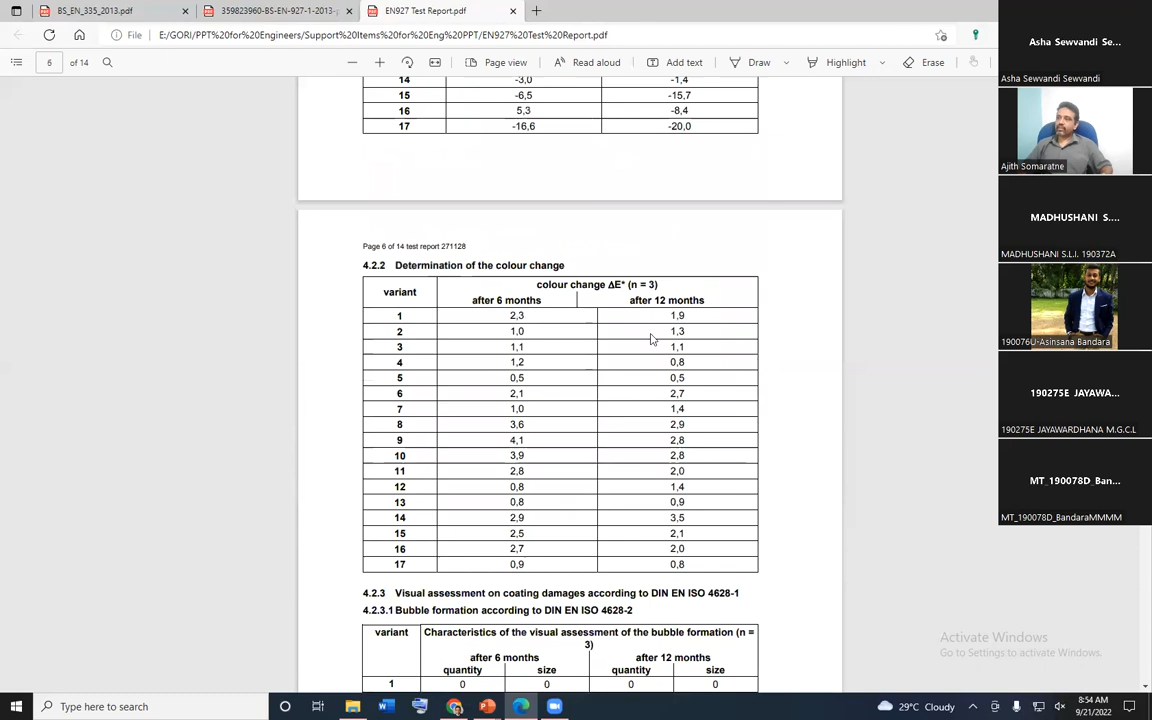 BS_EN_335_2013.pdf
359823960-BS-EN-927-1-2013-
EN927 Test Report.pdf
File
E:/GORI/PPT%20for%20Engineers/Support%20Items%20for%20Eng%20PPT/EN927%20Test%20Report.pdf
6 of 14
Page view
Read aloud
Add text
Draw
Highlight
Erase
14 -3,0 -1,4
15 -6,5 -15,7
16 5,3 -8,4
17 -16,6 -20,0
Page 6 of 14 test report 271128
4.2.2 Determination of the colour change
variant
colour change ΔE* (n = 3)
after 6 months after 12 months
1 2,3 1,9
2 1,0 1,3
3 1,1 1,1
4 1,2 0,8
5 0,5 0,5
6 2,1 2,7
7 1,0 1,4
8 3,6 2,9
9 4,1 2,8
10 3,9 2,8
11 2,8 2,0
12 0,8 1,4
13 0,8 0,9
14 2,9 3,5
15 2,5 2,1
16 2,7 2,0
17 0,9 0,8
4.2.3 Visual assessment on coating damages according to DIN EN ISO 4628-1
4.2.3.1 Bubble formation according to DIN EN ISO 4628-2
variant
Characteristics of the visual assessment of the bubble formation (n =
3)
after 6 months after 12 months
quantity size quantity size
1 0 0 0 0
Asha Sewvandi Se...
Asha Sewvandi Sewvandi
Ajith Somaratne
MADHUSHANI S....
MADHUSHANI S.L.I. 190372A
190076U-Asinsana Bandara
190275E JAYAW...
190275E JAYAWARDHANA M.G.C.L
MT_190078D_Ban...
MT_190078D_BandaraMMMM
Activate Windows
Go to Settings to activate Windows.
Type here to search
29°C Cloudy
8:54 AM
9/21/2022